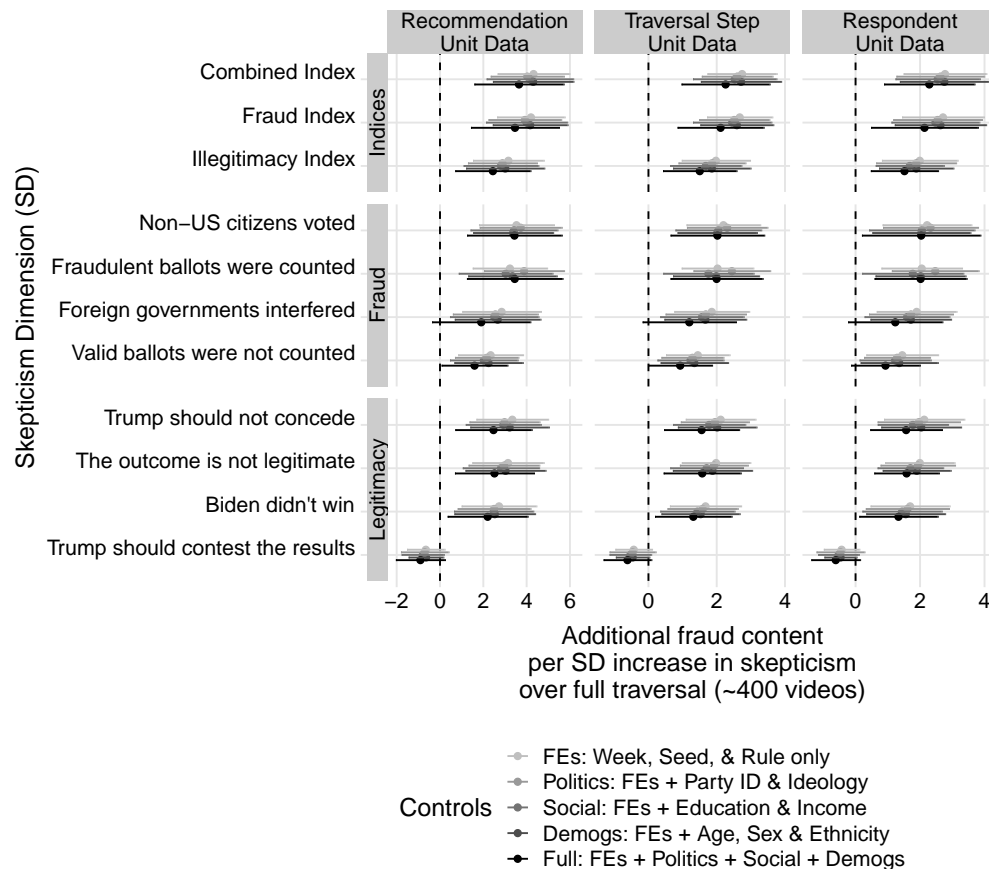 Recommendation
Unit Data
Traversal Step
Unit Data
Respondent
Unit Data
Skepticism Dimension (SD)
Indices
Combined Index
Fraud Index
Illegitimacy Index
Fraud
Non−US citizens voted
Fraudulent ballots were counted
Foreign governments interfered
Valid ballots were not counted
Legitimacy
Trump should not concede
The outcome is not legitimate
Biden didn't win
Trump should contest the results
−2 0 2 4 6
0 2 4
0 2 4
Additional fraud content
per SD increase in skepticism
over full traversal (~400 videos)
Controls
FEs: Week, Seed, & Rule only
Politics: FEs + Party ID & Ideology
Social: FEs + Education & Income
Demogs: FEs + Age, Sex & Ethnicity
Full: FEs + Politics + Social + Demogs